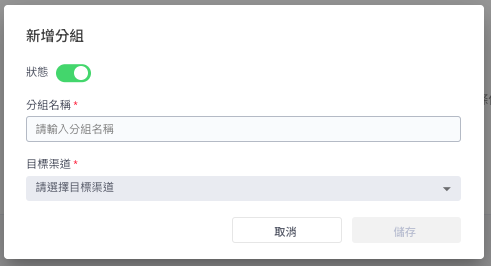 新增分組
狀態
分組名稱 *
請輸入分組名稱
目標渠道 *
請選擇目標渠道
取消
儲存